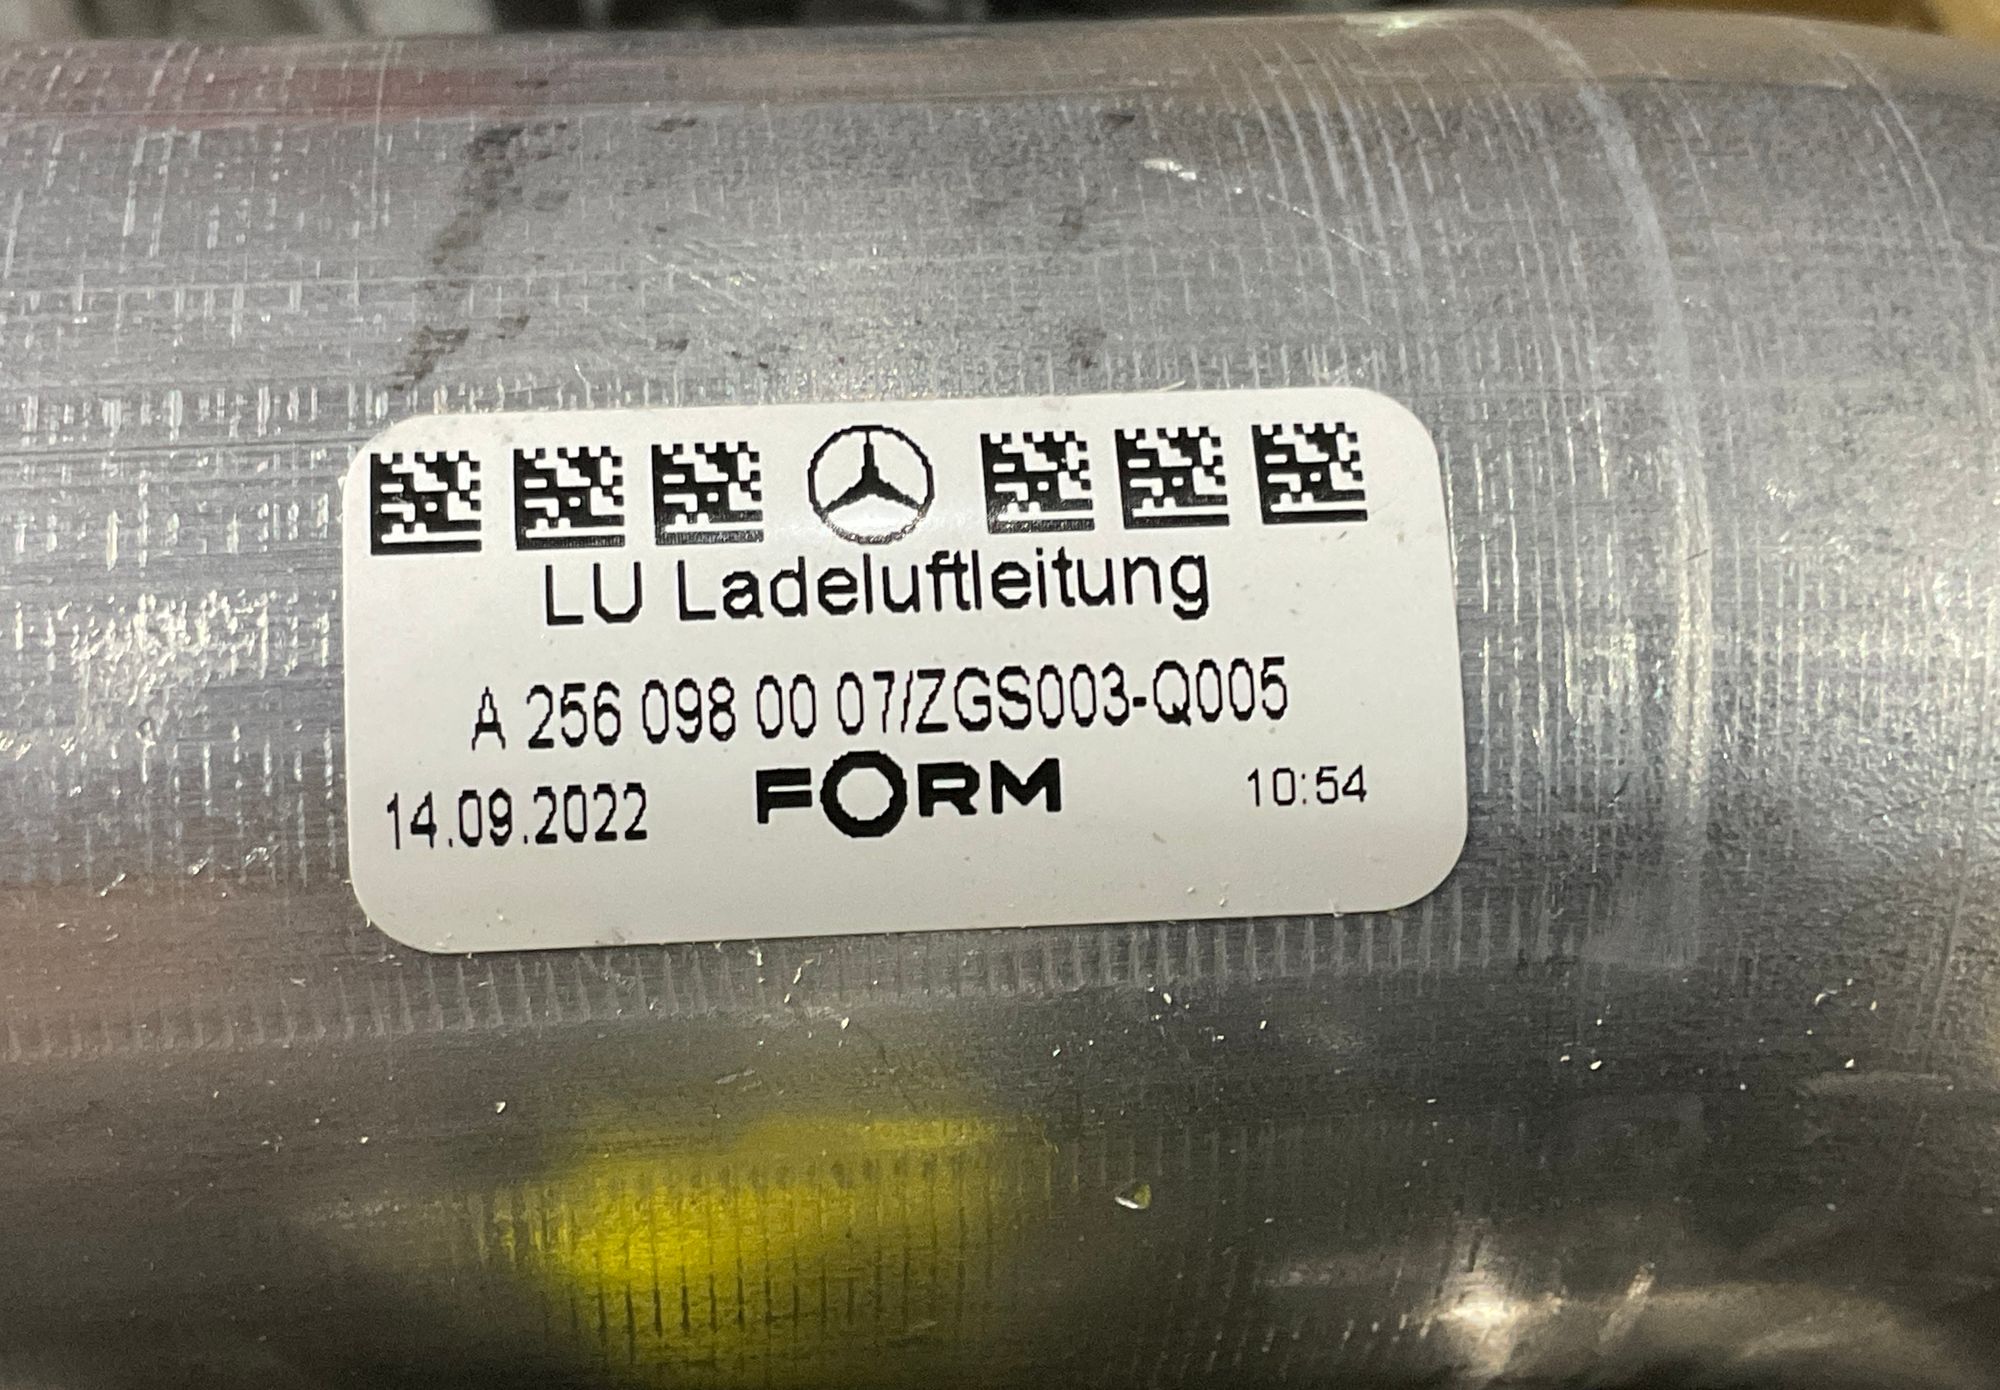 LU Ladeluftleitung
A 256 098 00 07/ZGS003-Q005
14.09.2022 FORM 10:54